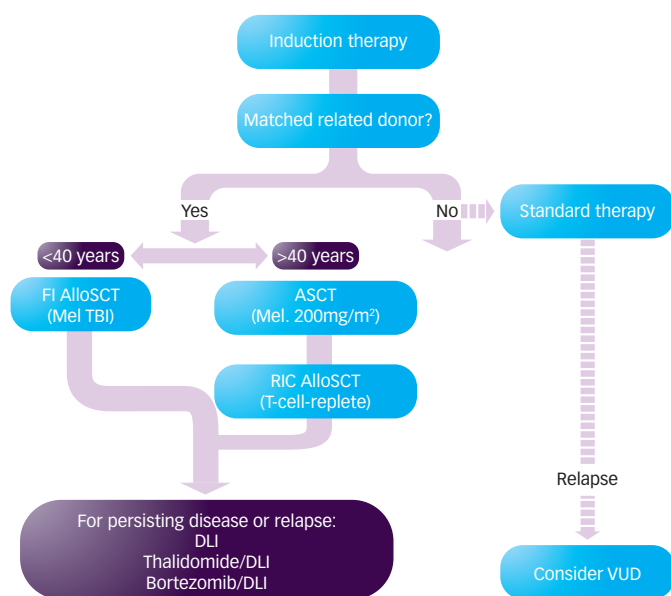 Induction therapy
Matched related donor?
Yes
No
Standard therapy
<40 years
>40 years
FI AlloSCT
(Mel TBI)
ASCT
(Mel. 200mg/m²)
RIC AlloSCT
(T-cell-replete)
Relapse
For persisting disease or relapse:
DLI
Thalidomide/DLI
Bortezomib/DLI
Consider VUD